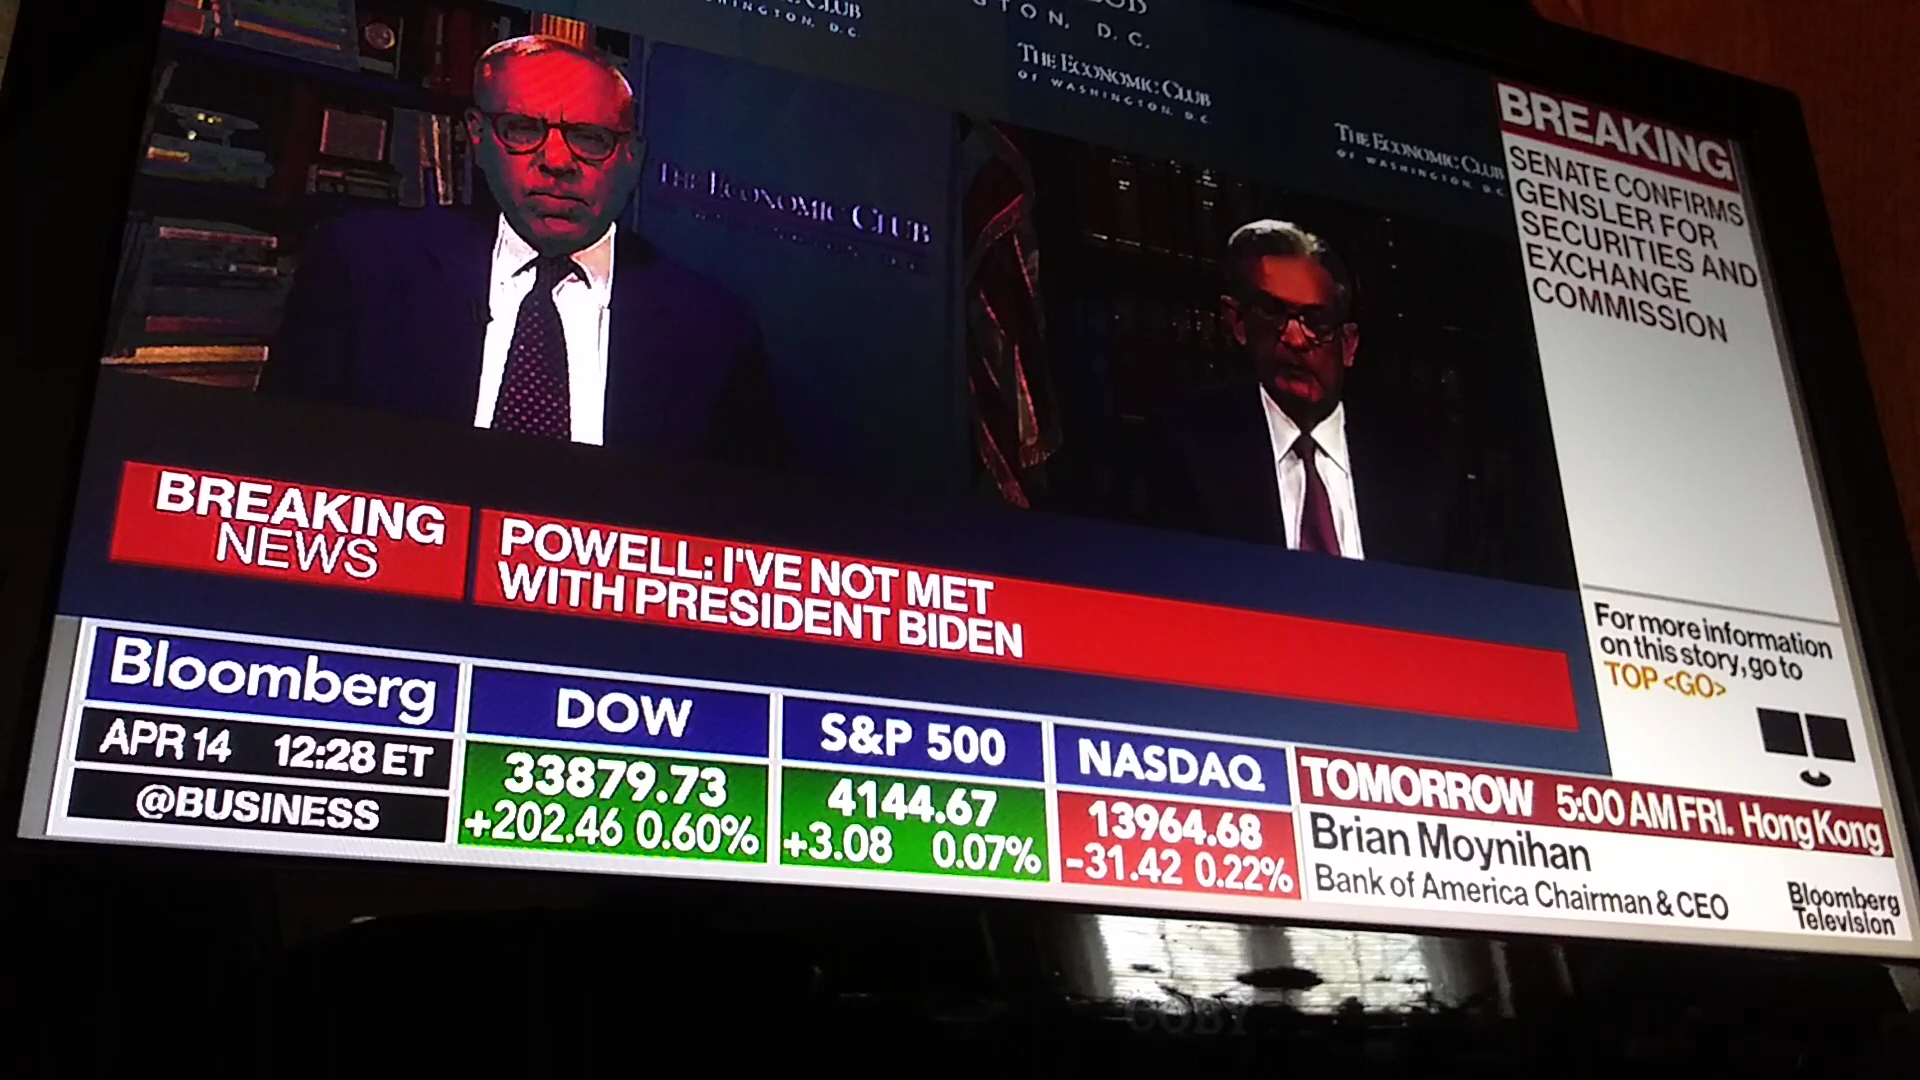 CLUB
WASHINGTON, D.C.
TON, D.C.
THE ECONOMIC CLUB
OF WASHINGTON, D.C.
THE ECONOMIC CLUB
OF WASHINGTON, D.C.
THE ECONOMIC CLUB
BREAKING
SENATE CONFIRMS
GENSLER FOR
SECURITIES AND
EXCHANGE
COMMISSION
BREAKING
NEWS
POWELL: I'VE NOT MET
WITH PRESIDENT BIDEN
For more information
on this story, go to
TOP <GO>
Bloomberg
APR 14 12:28 ET
@BUSINESS
DOW
33879.73
+202.46 0.60%
S&P 500
4144.67
+3.08 0.07%
NASDAQ
13964.68
-31.42 0.22%
TOMORROW 5:00 AM FRI. Hong Kong
Brian Moynihan
Bank of America Chairman & CEO
Bloomberg
Television
COBY